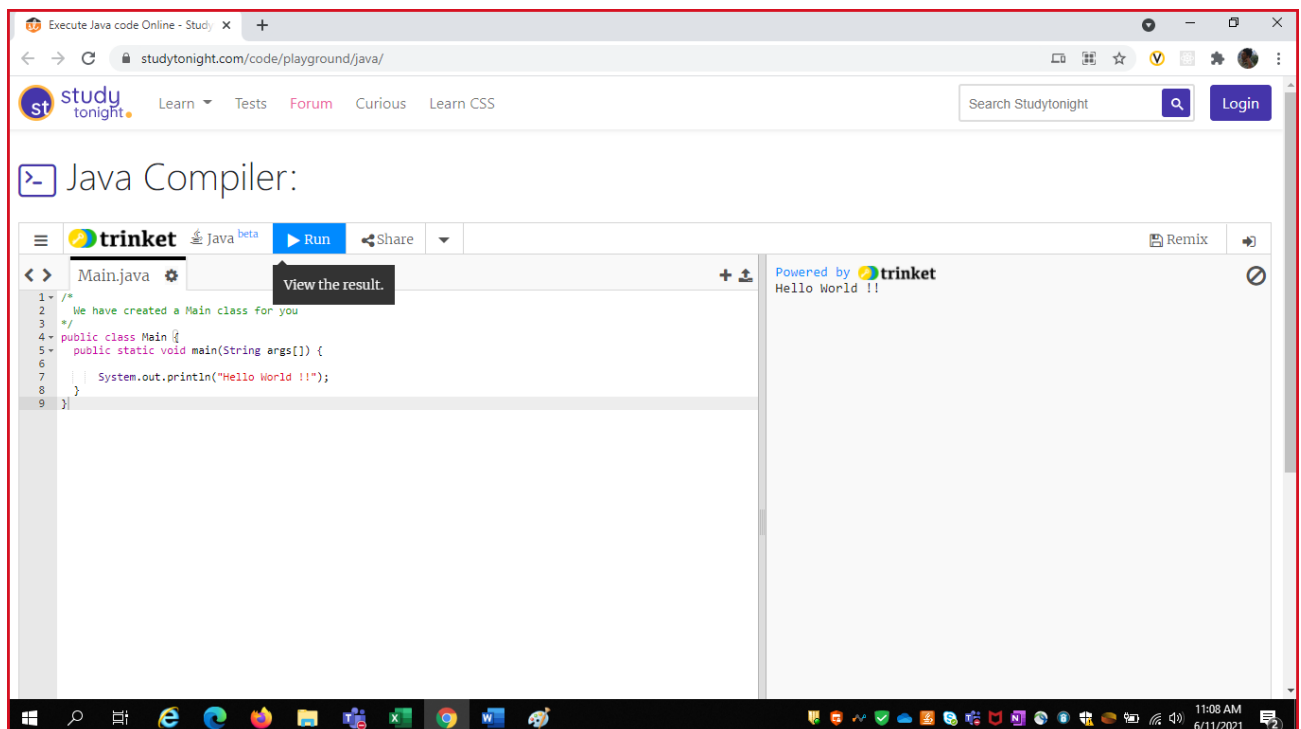 Execute Java code Online - Study
studytonight.com/code/playground/java/
st study tonight. Learn Tests Forum Curious Learn CSS Search Studytonight Login
>_ Java Compiler:
trinket Java beta Run Share Remix
Main.java
View the result.
Powered by trinket
Hello World !!
1 /*
2 We have created a Main class for you
3 */
4 public class Main {
5 public static void main(String args[]) {
6
7 System.out.println("Hello World !!");
8 }
9 }
11:08 AM
6/11/2021